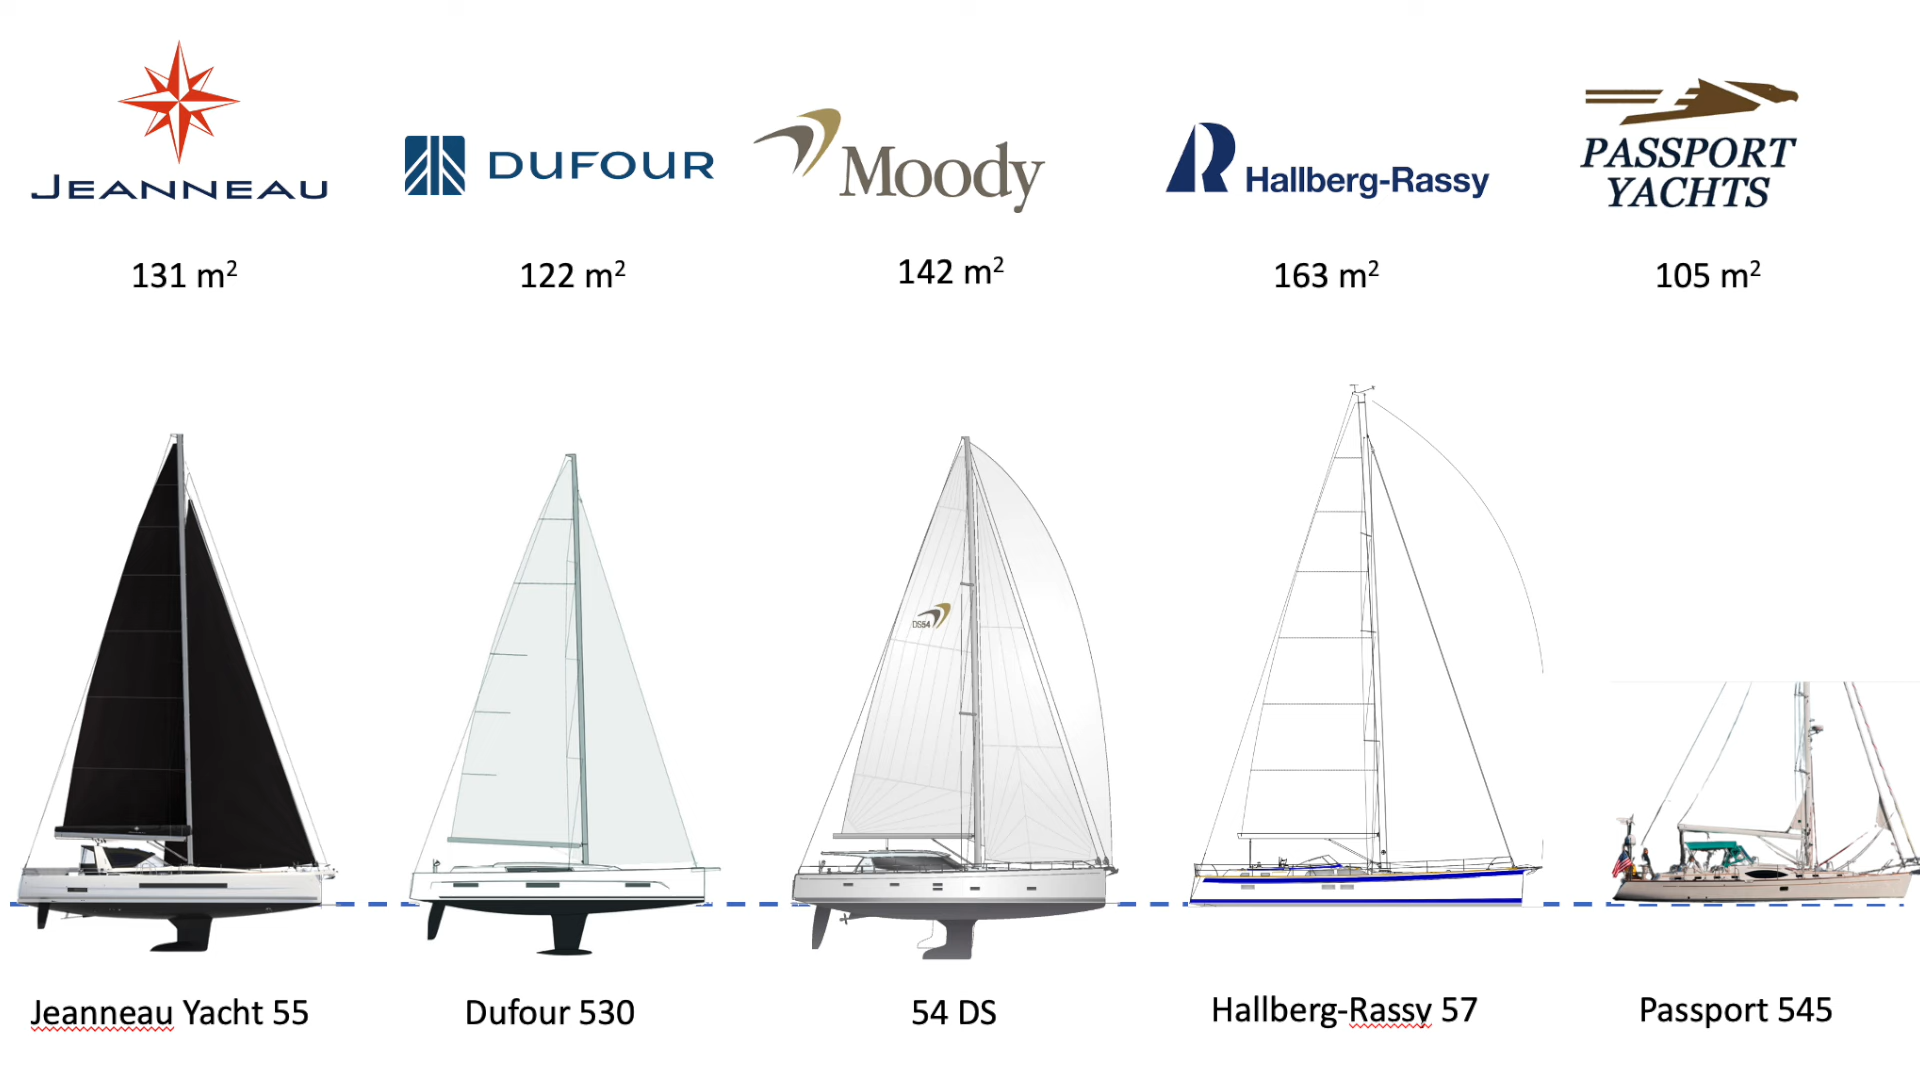 JEANNEAU
DUFOUR
Moody
Hallberg-Rassy
PASSPORT
YACHTS
131 m²
122 m²
142 m²
163 m²
105 m²
DS54
Jeanneau Yacht 55
Dufour 530
54 DS
Hallberg-Rassy 57
Passport 545